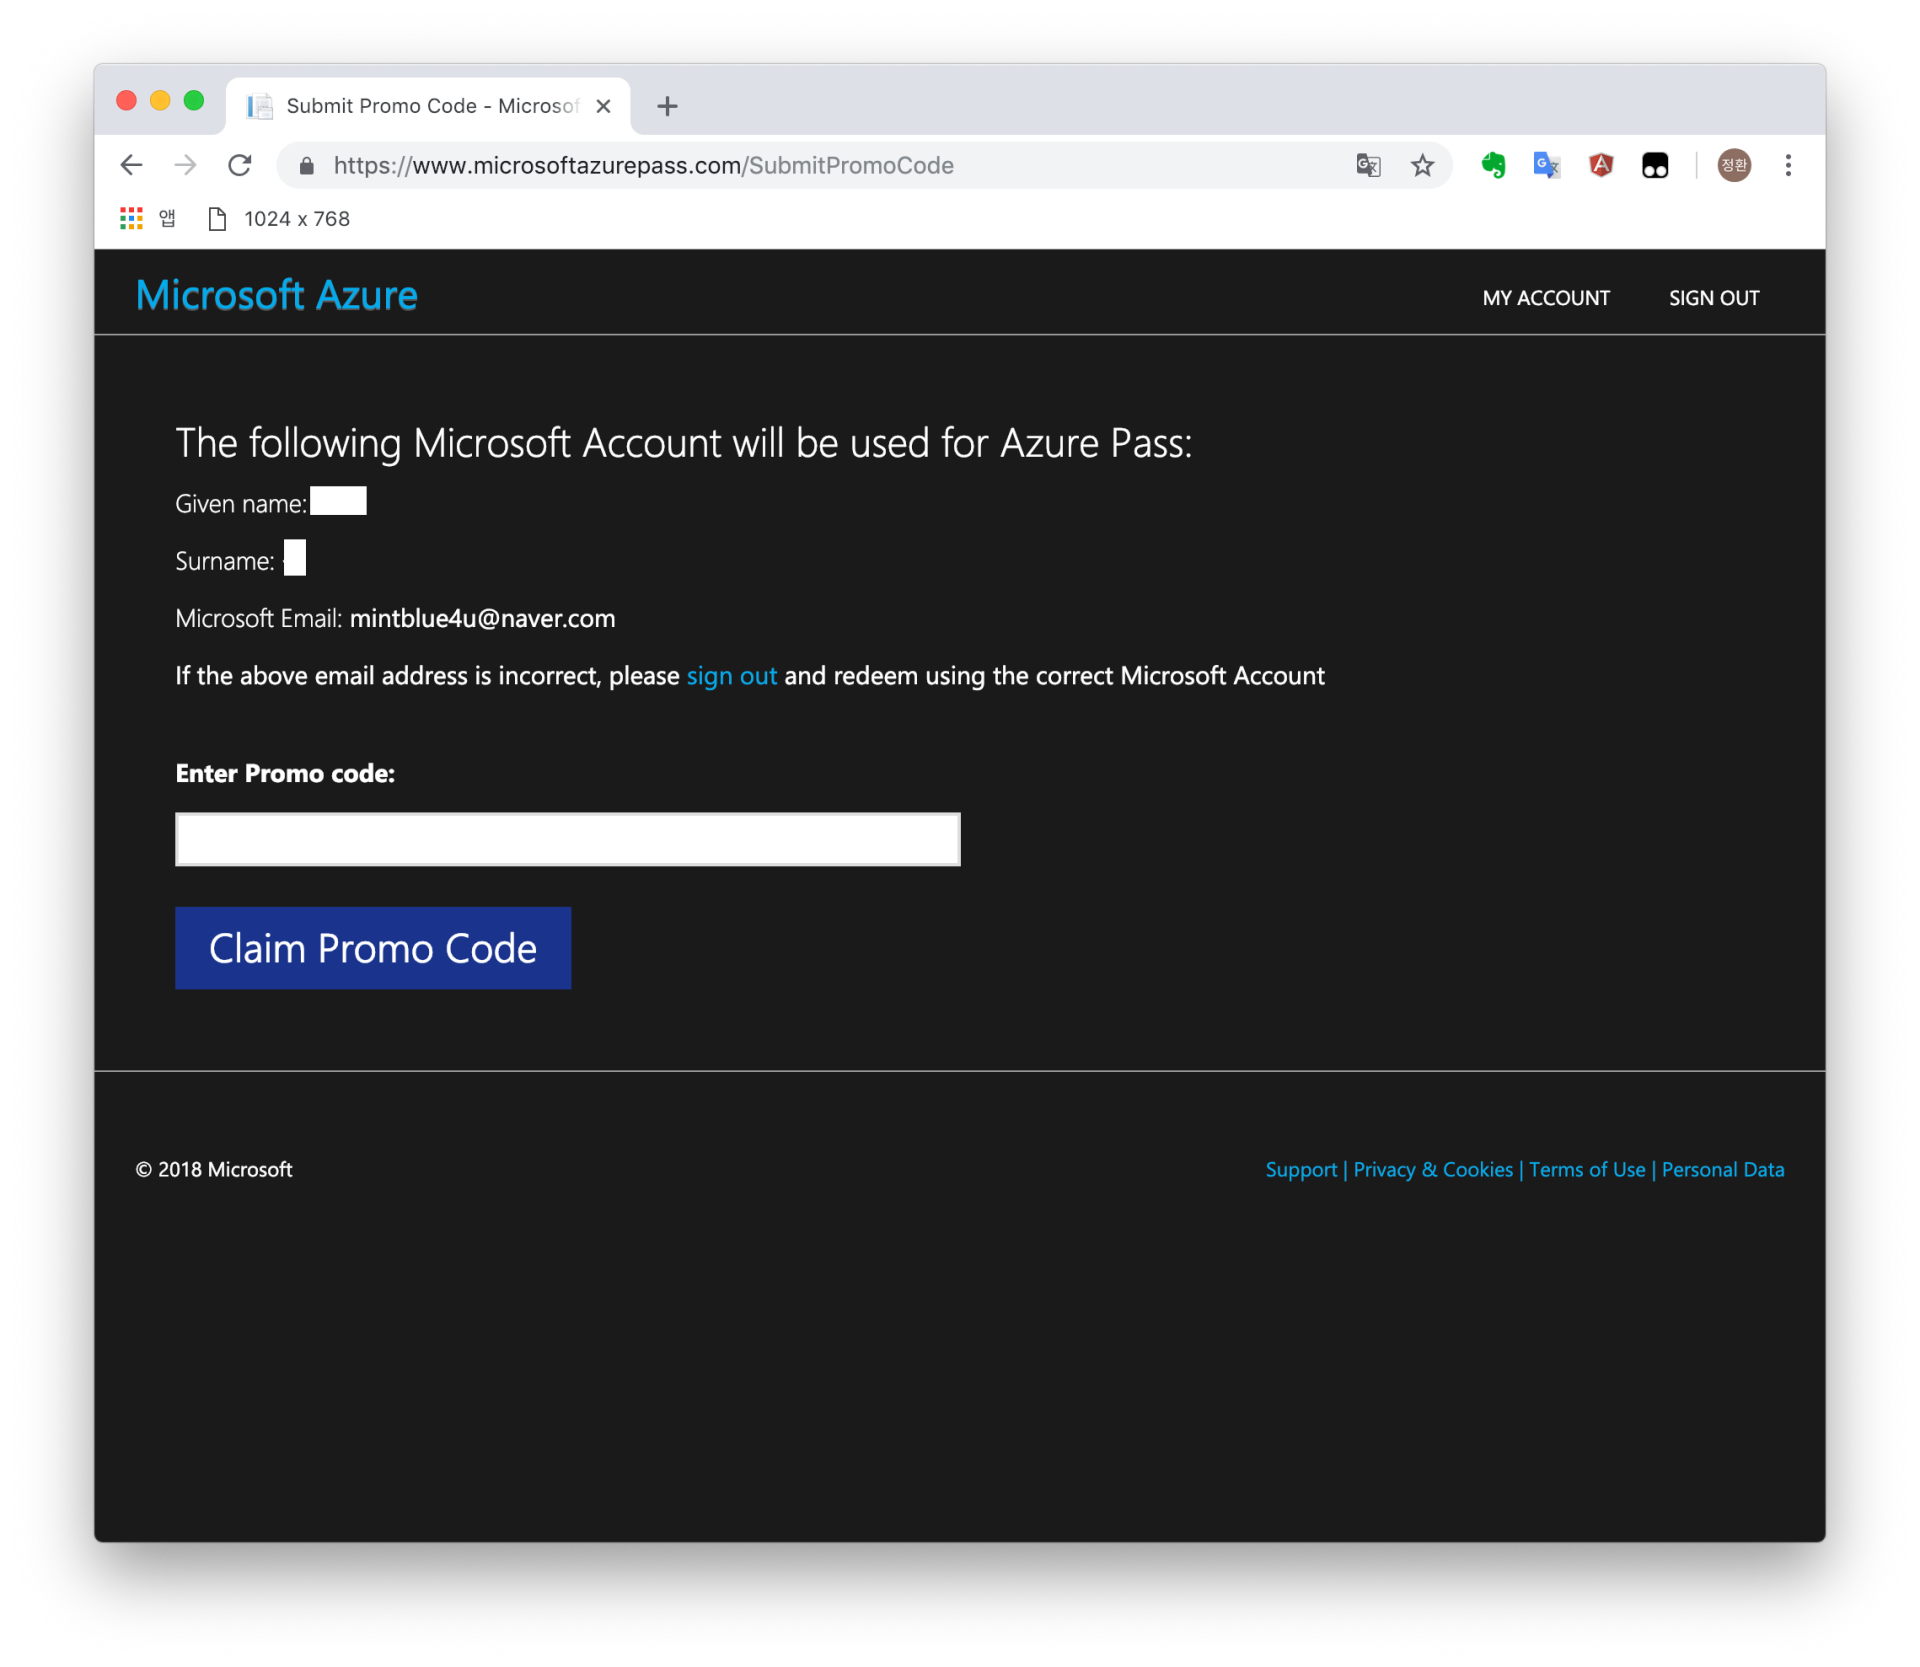 Submit Promo Code - Microsof
https://www.microsoftazurepass.com/SubmitPromoCode
정환
앱 1024 x 768
Microsoft Azure
MY ACCOUNT SIGN OUT
The following Microsoft Account will be used for Azure Pass:
Given name:
Surname:
Microsoft Email: mintblue4u@naver.com
If the above email address is incorrect, please sign out and redeem using the correct Microsoft Account
Enter Promo code:
Claim Promo Code
© 2018 Microsoft
Support | Privacy & Cookies | Terms of Use | Personal Data